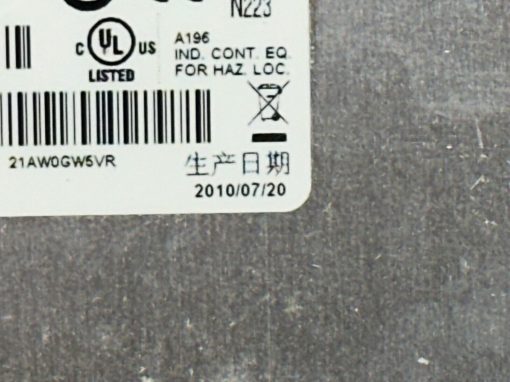 N223
C UL US
LISTED
A196
IND. CONT. EQ.
FOR HAZ. LOC.
21AW0GW5VR
生产日期
2010/07/20